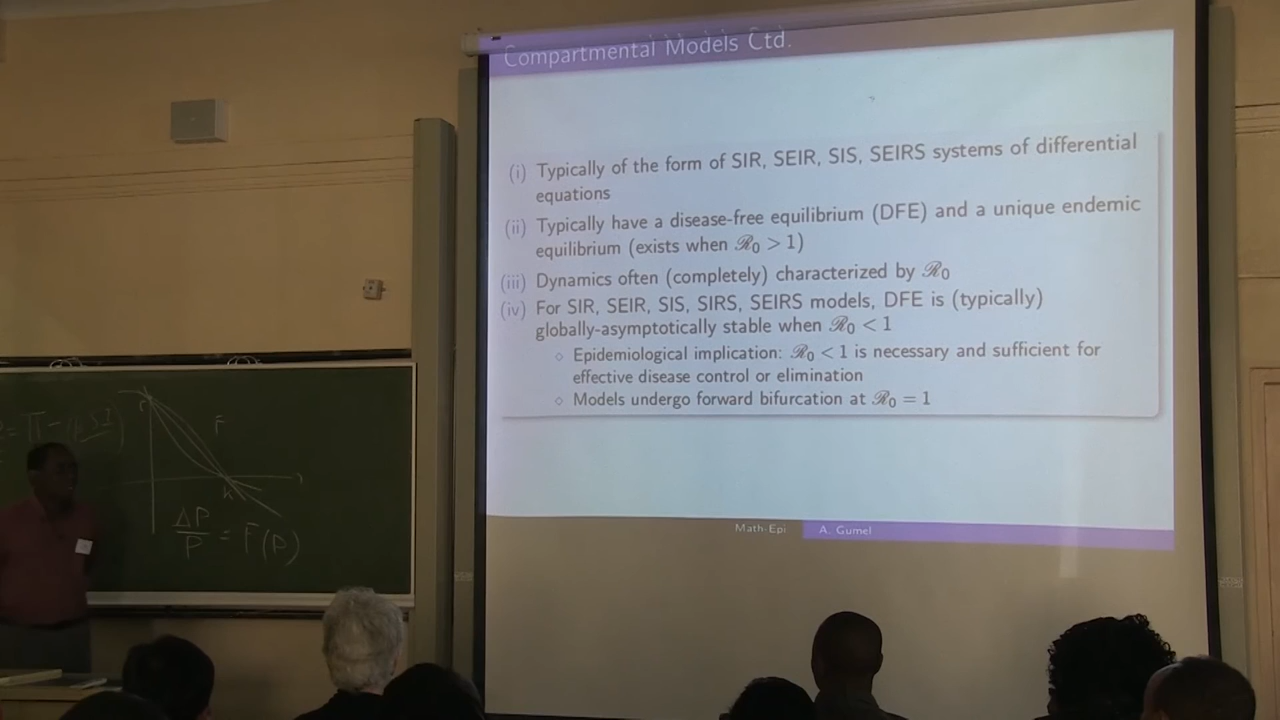 Compartmental Models Ctd.
(i) Typically of the form of SIR, SEIR, SIS, SEIRS systems of differential
equations
(ii) Typically have a disease-free equilibrium (DFE) and a unique endemic
equilibrium (exists when ℛ₀ > 1)
(iii) Dynamics often (completely) characterized by ℛ₀
(iv) For SIR, SEIR, SIS, SIRS, SEIRS models, DFE is (typically)
globally-asymptotically stable when ℛ₀ < 1
◇ Epidemiological implication: ℛ₀ < 1 is necessary and sufficient for
effective disease control or elimination
◇ Models undergo forward bifurcation at ℛ₀ = 1
Math-Epi A. Gumel
F
K
ΔP/P = F(P)